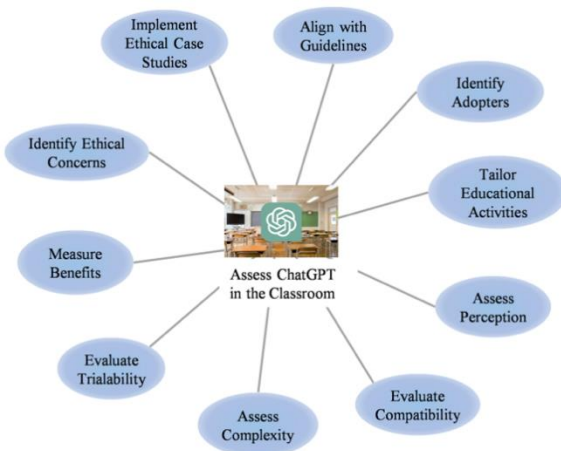 Implement
Ethical Case
Studies
Align with
Guidelines
Identify
Adopters
Identify Ethical
Concerns
Tailor
Educational
Activities
Measure
Benefits
Assess ChatGPT
in the Classroom
Assess
Perception
Evaluate
Trialability
Evaluate
Compatibility
Assess
Complexity